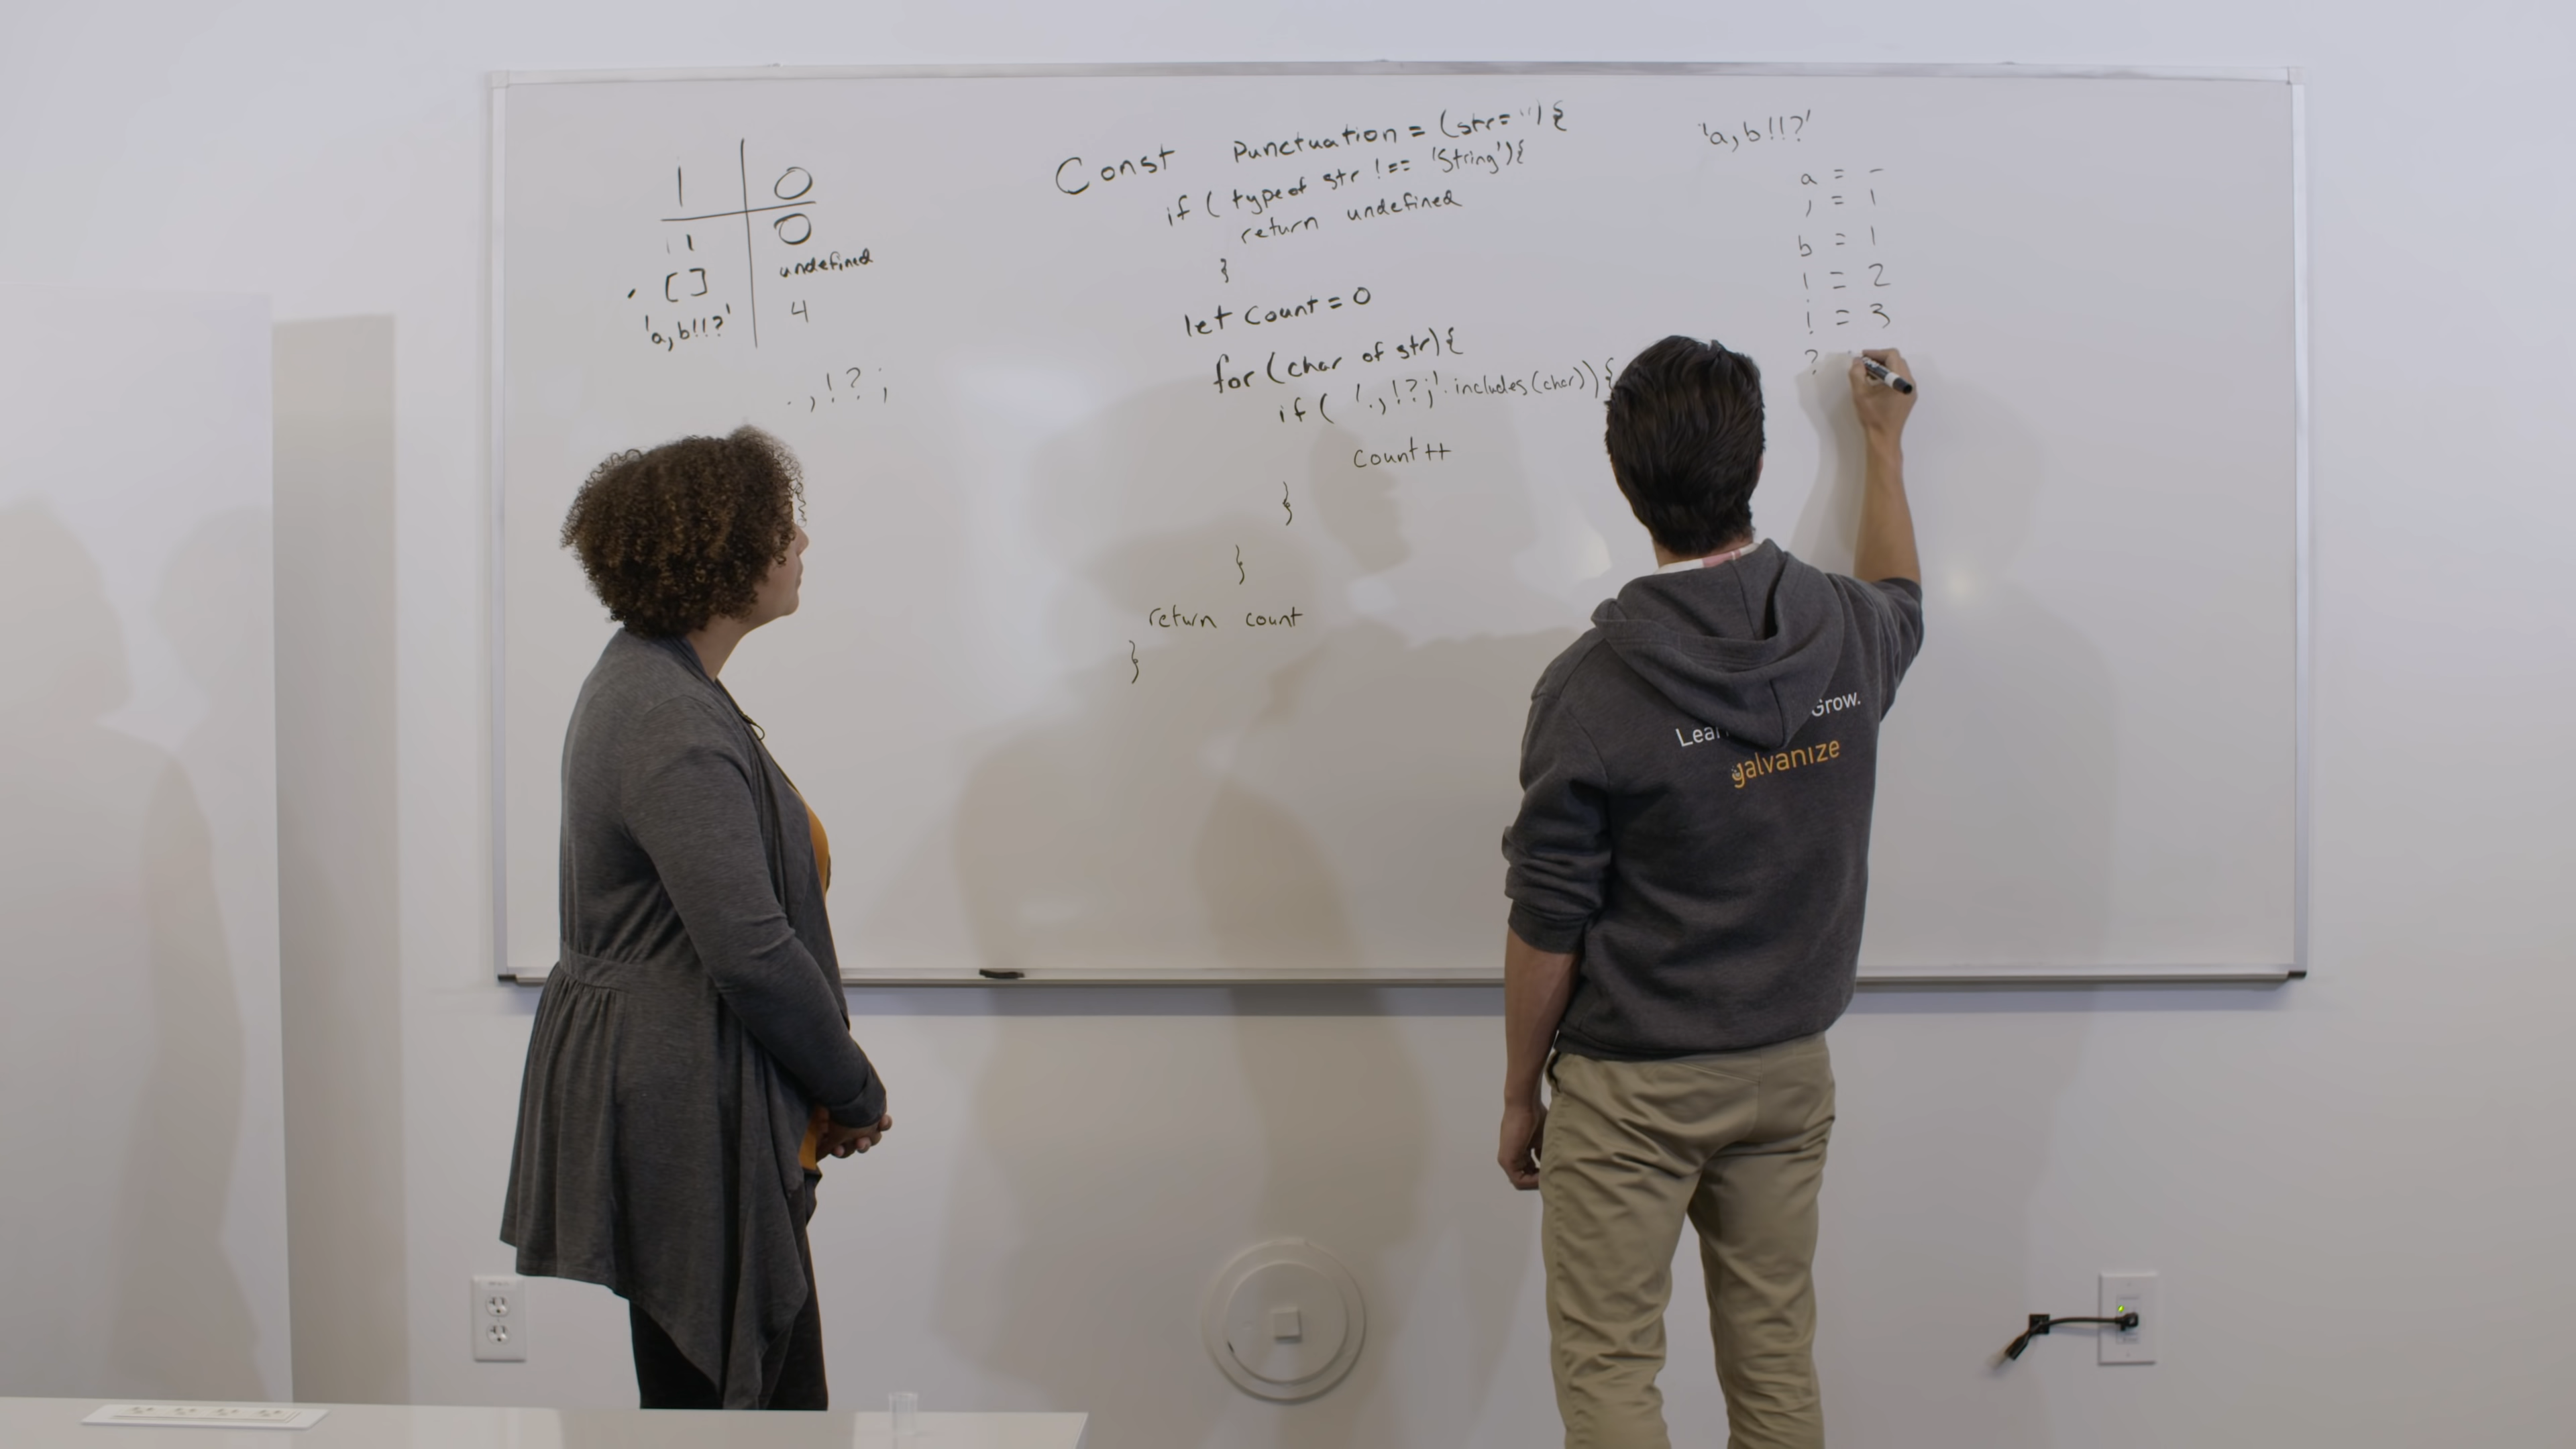 1 | 0
'' | 0
[] | undefined
'a,b!!?' | 4
. , ! ? ;
Const Punctuation = (str='') {
if ( typeof str !== 'String') {
return undefined
}
let count = 0
for (char of str) {
if ( '.,!?;'.includes(char)) {
count ++
}
}
return count
}
'a,b!!?'
a = -
, = 1
b = 1
! = 2
! = 3
?
Grow.
galvanize